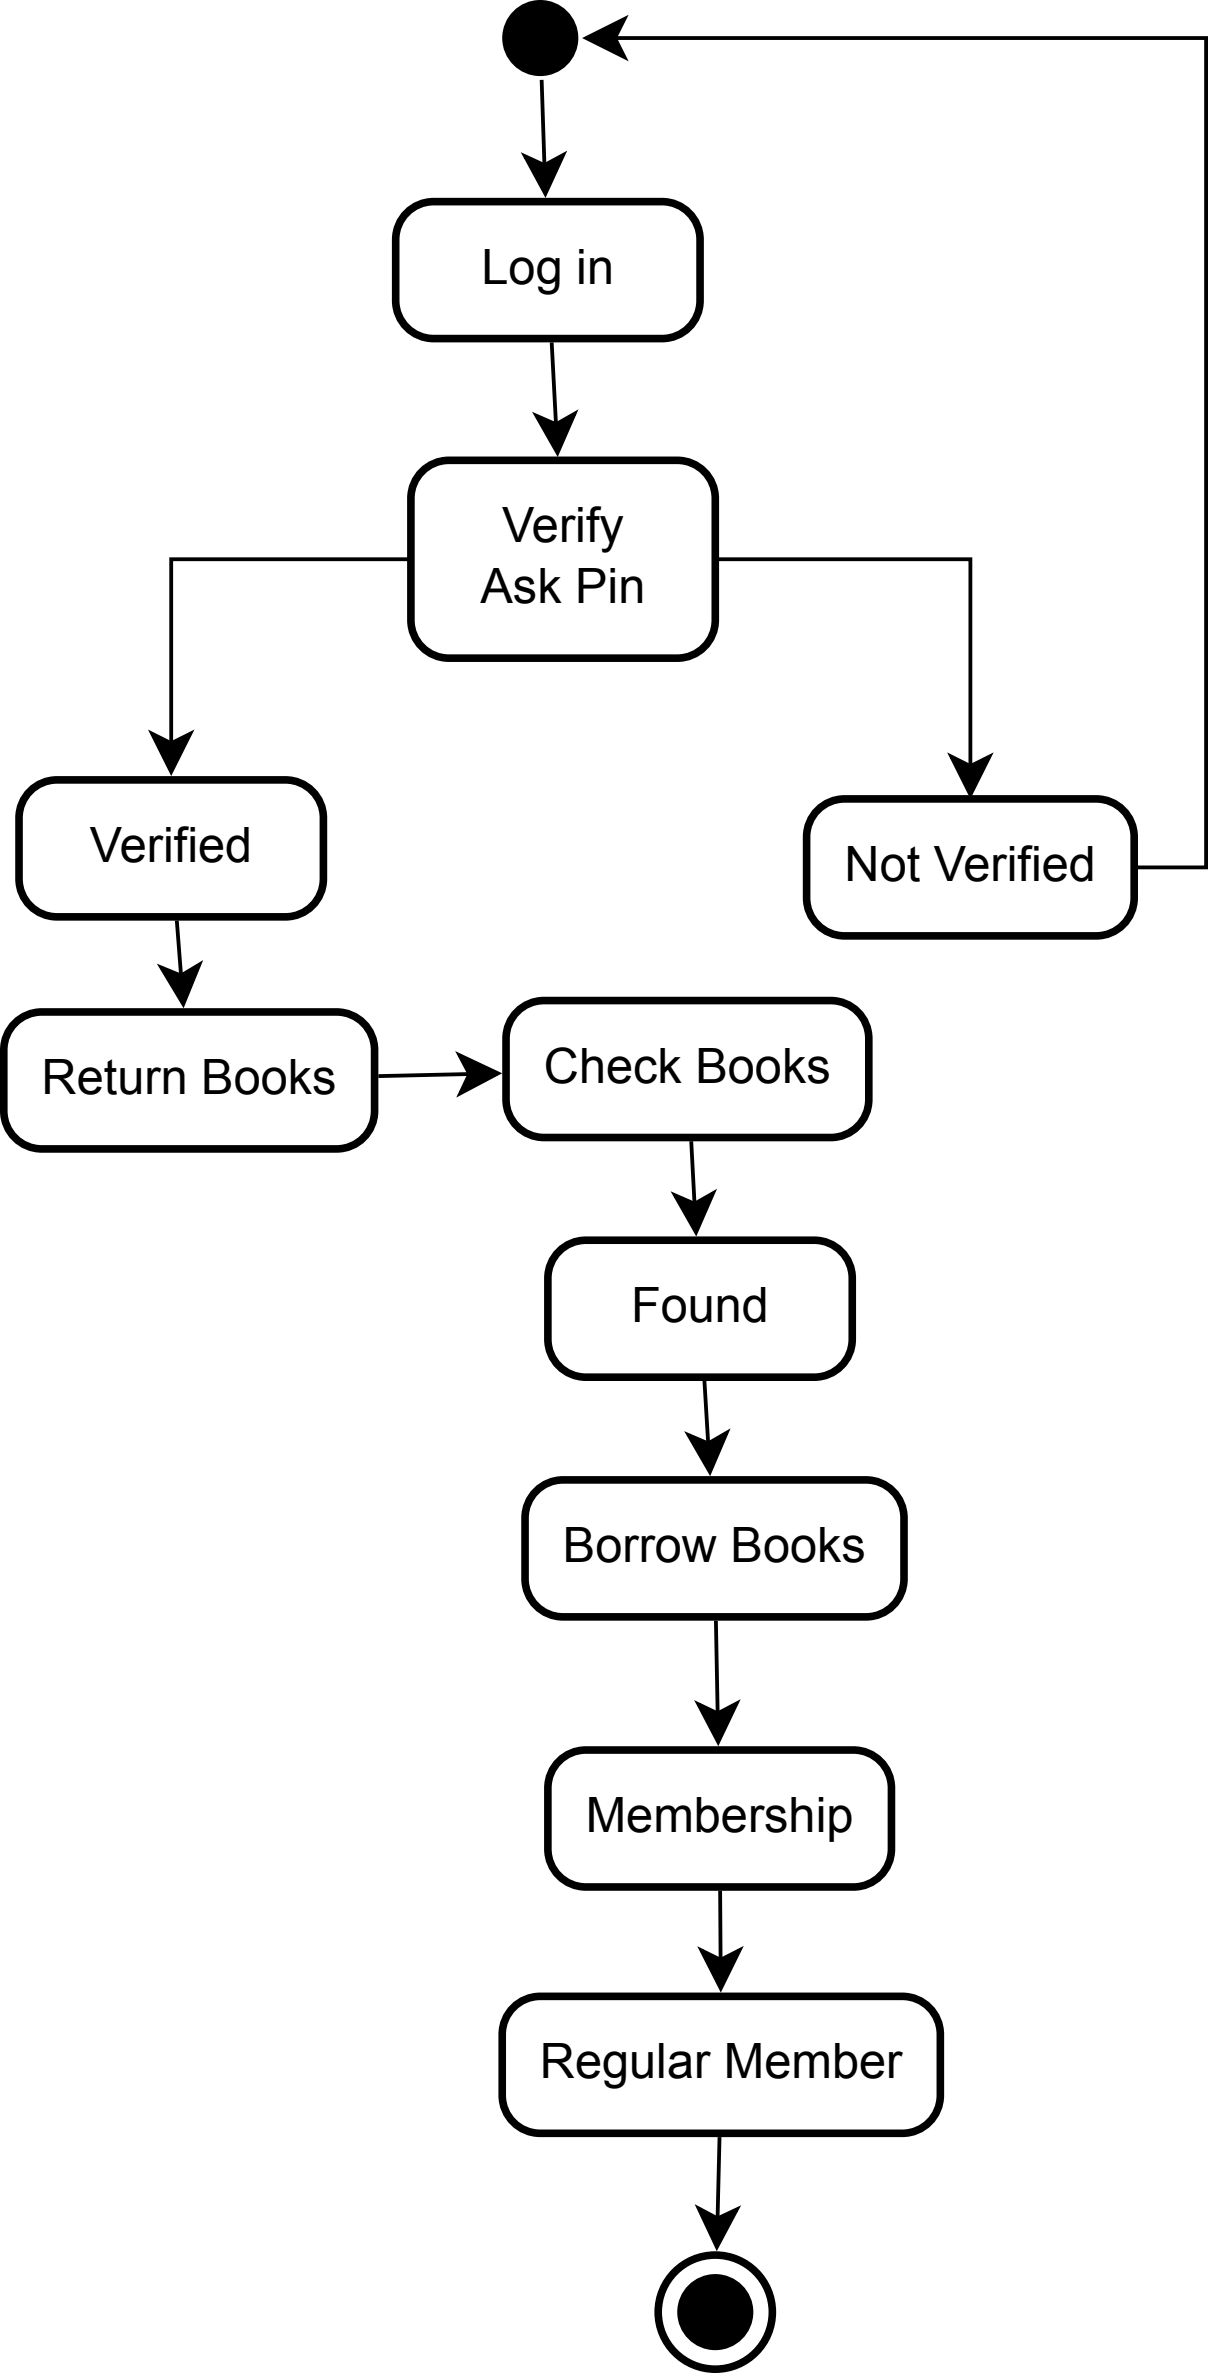 Log in
Verify
Ask Pin
Verified
Not Verified
Return Books
Check Books
Found
Borrow Books
Membership
Regular Member